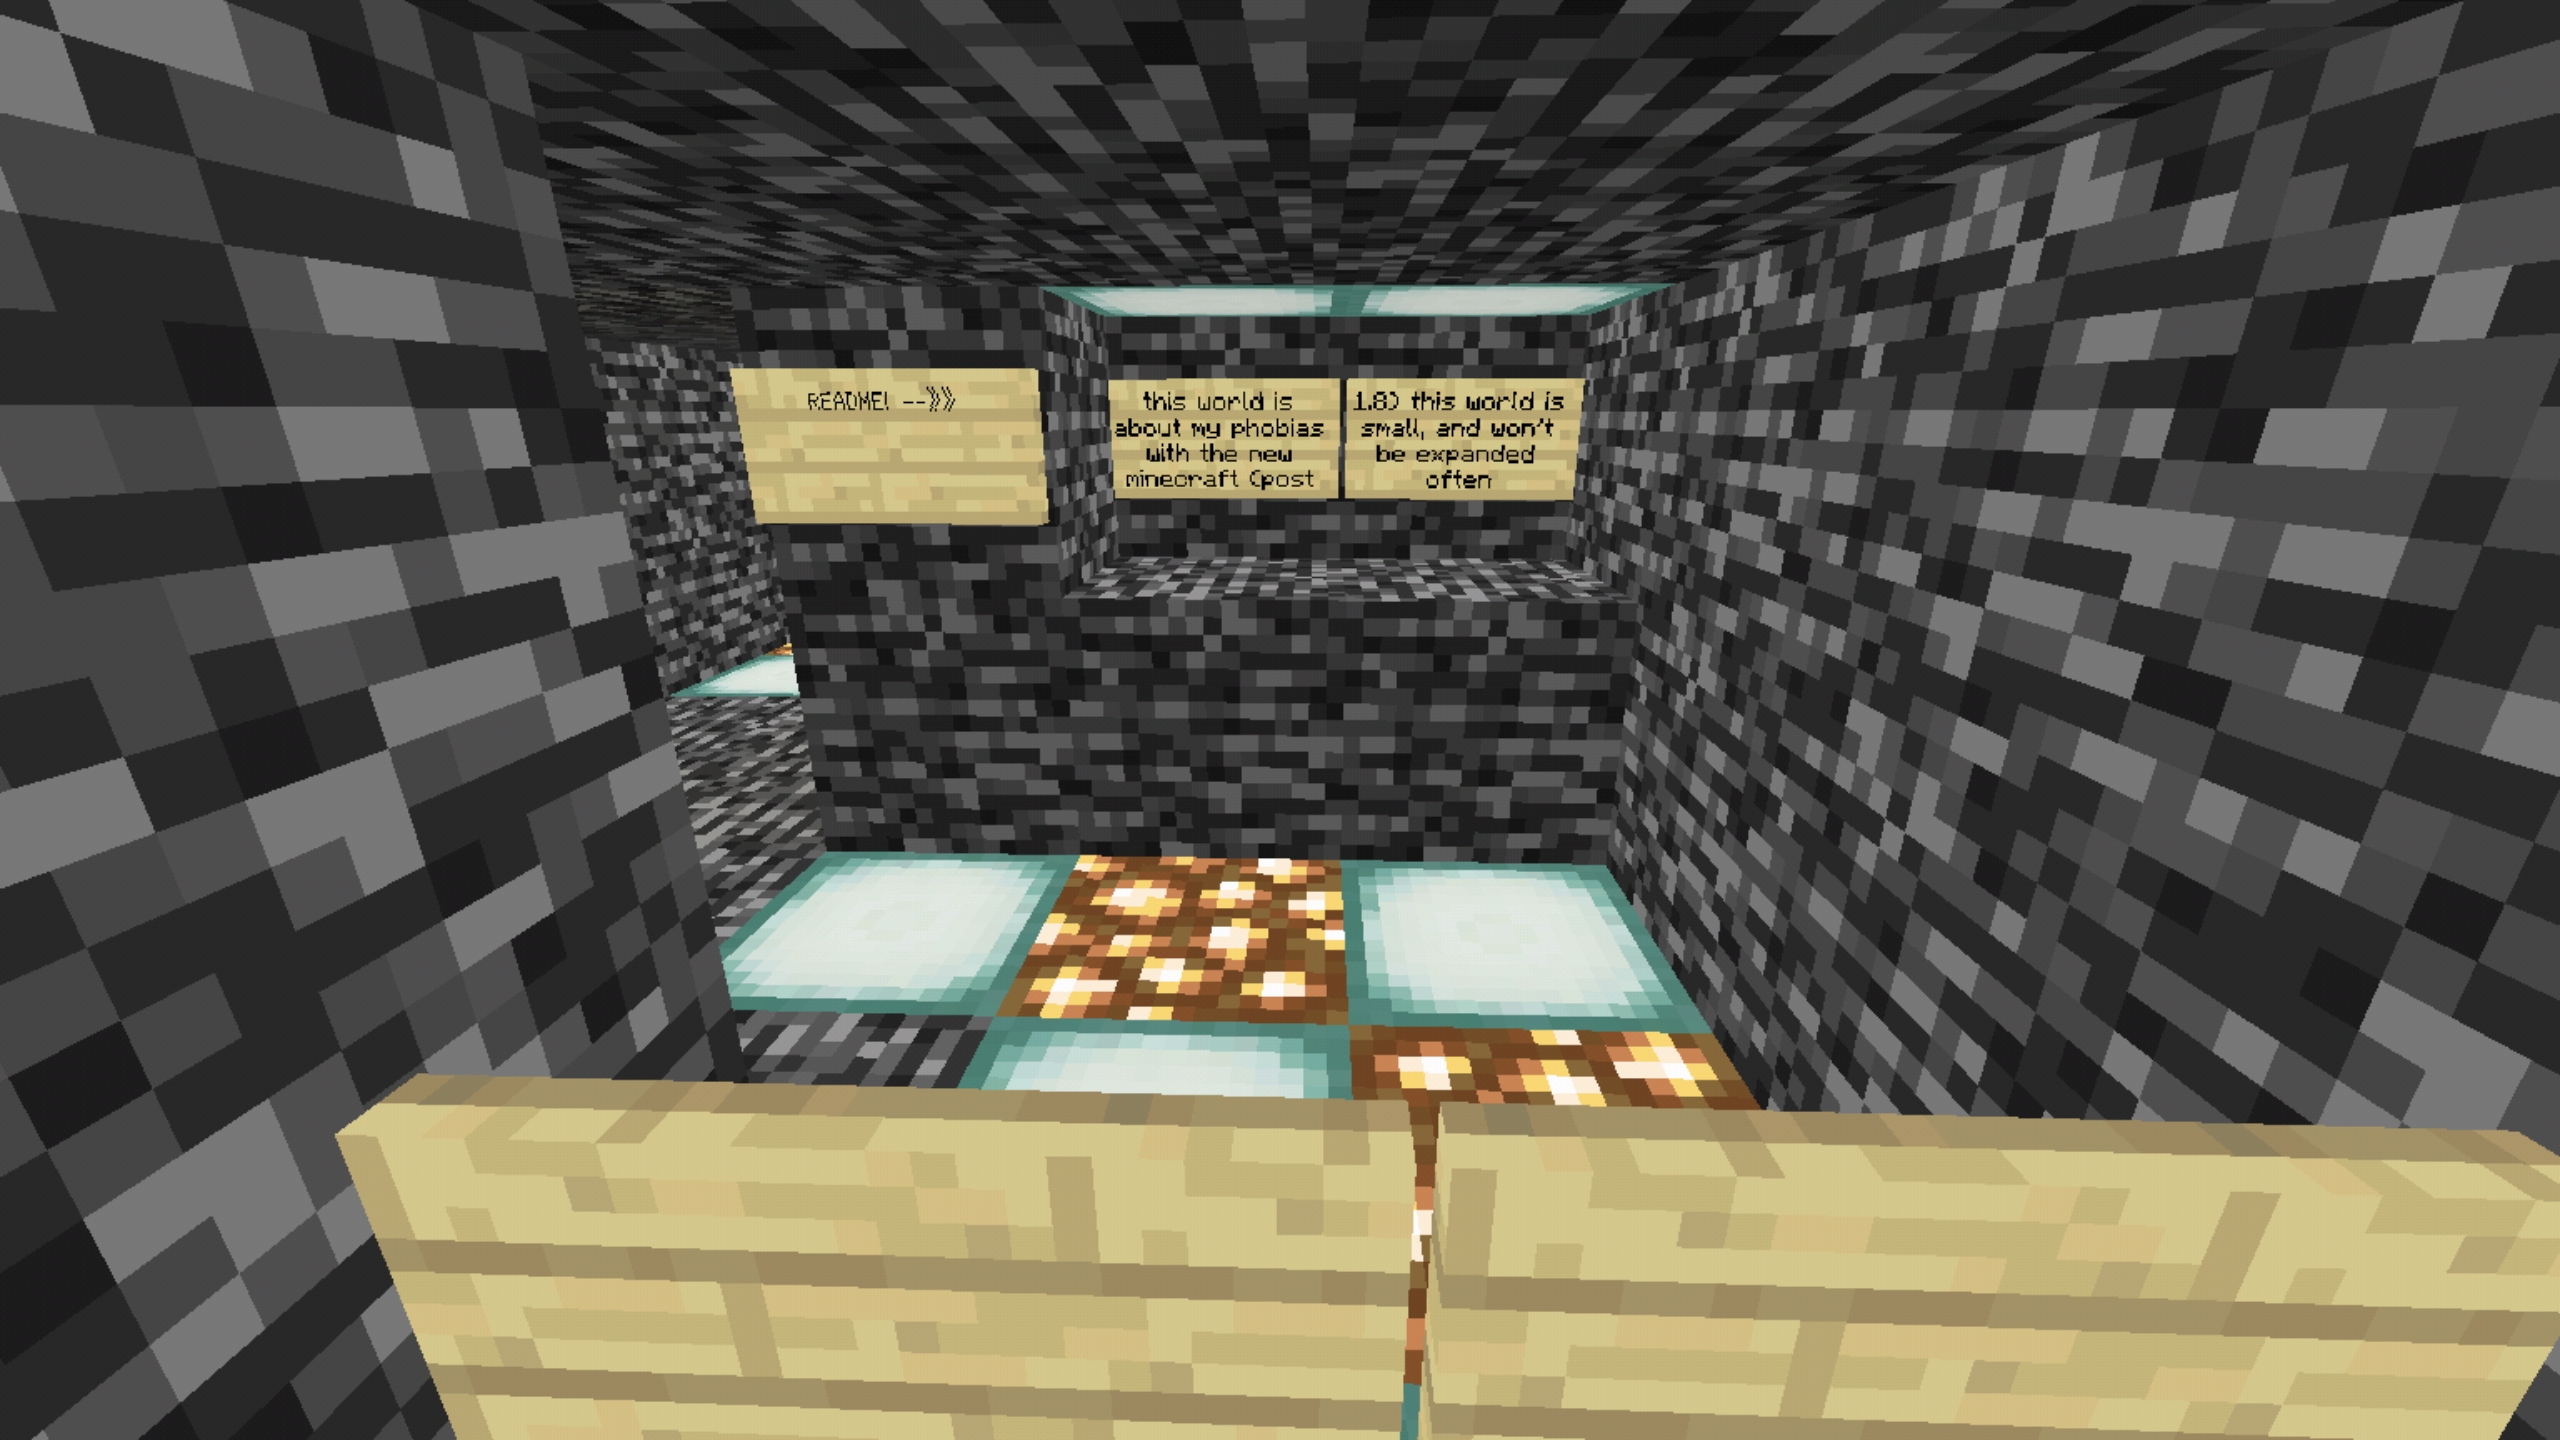 README! --》》
this world is
about my phobias
with the new
minecraft (post
1.8) this world is
small, and won't
be expanded
often